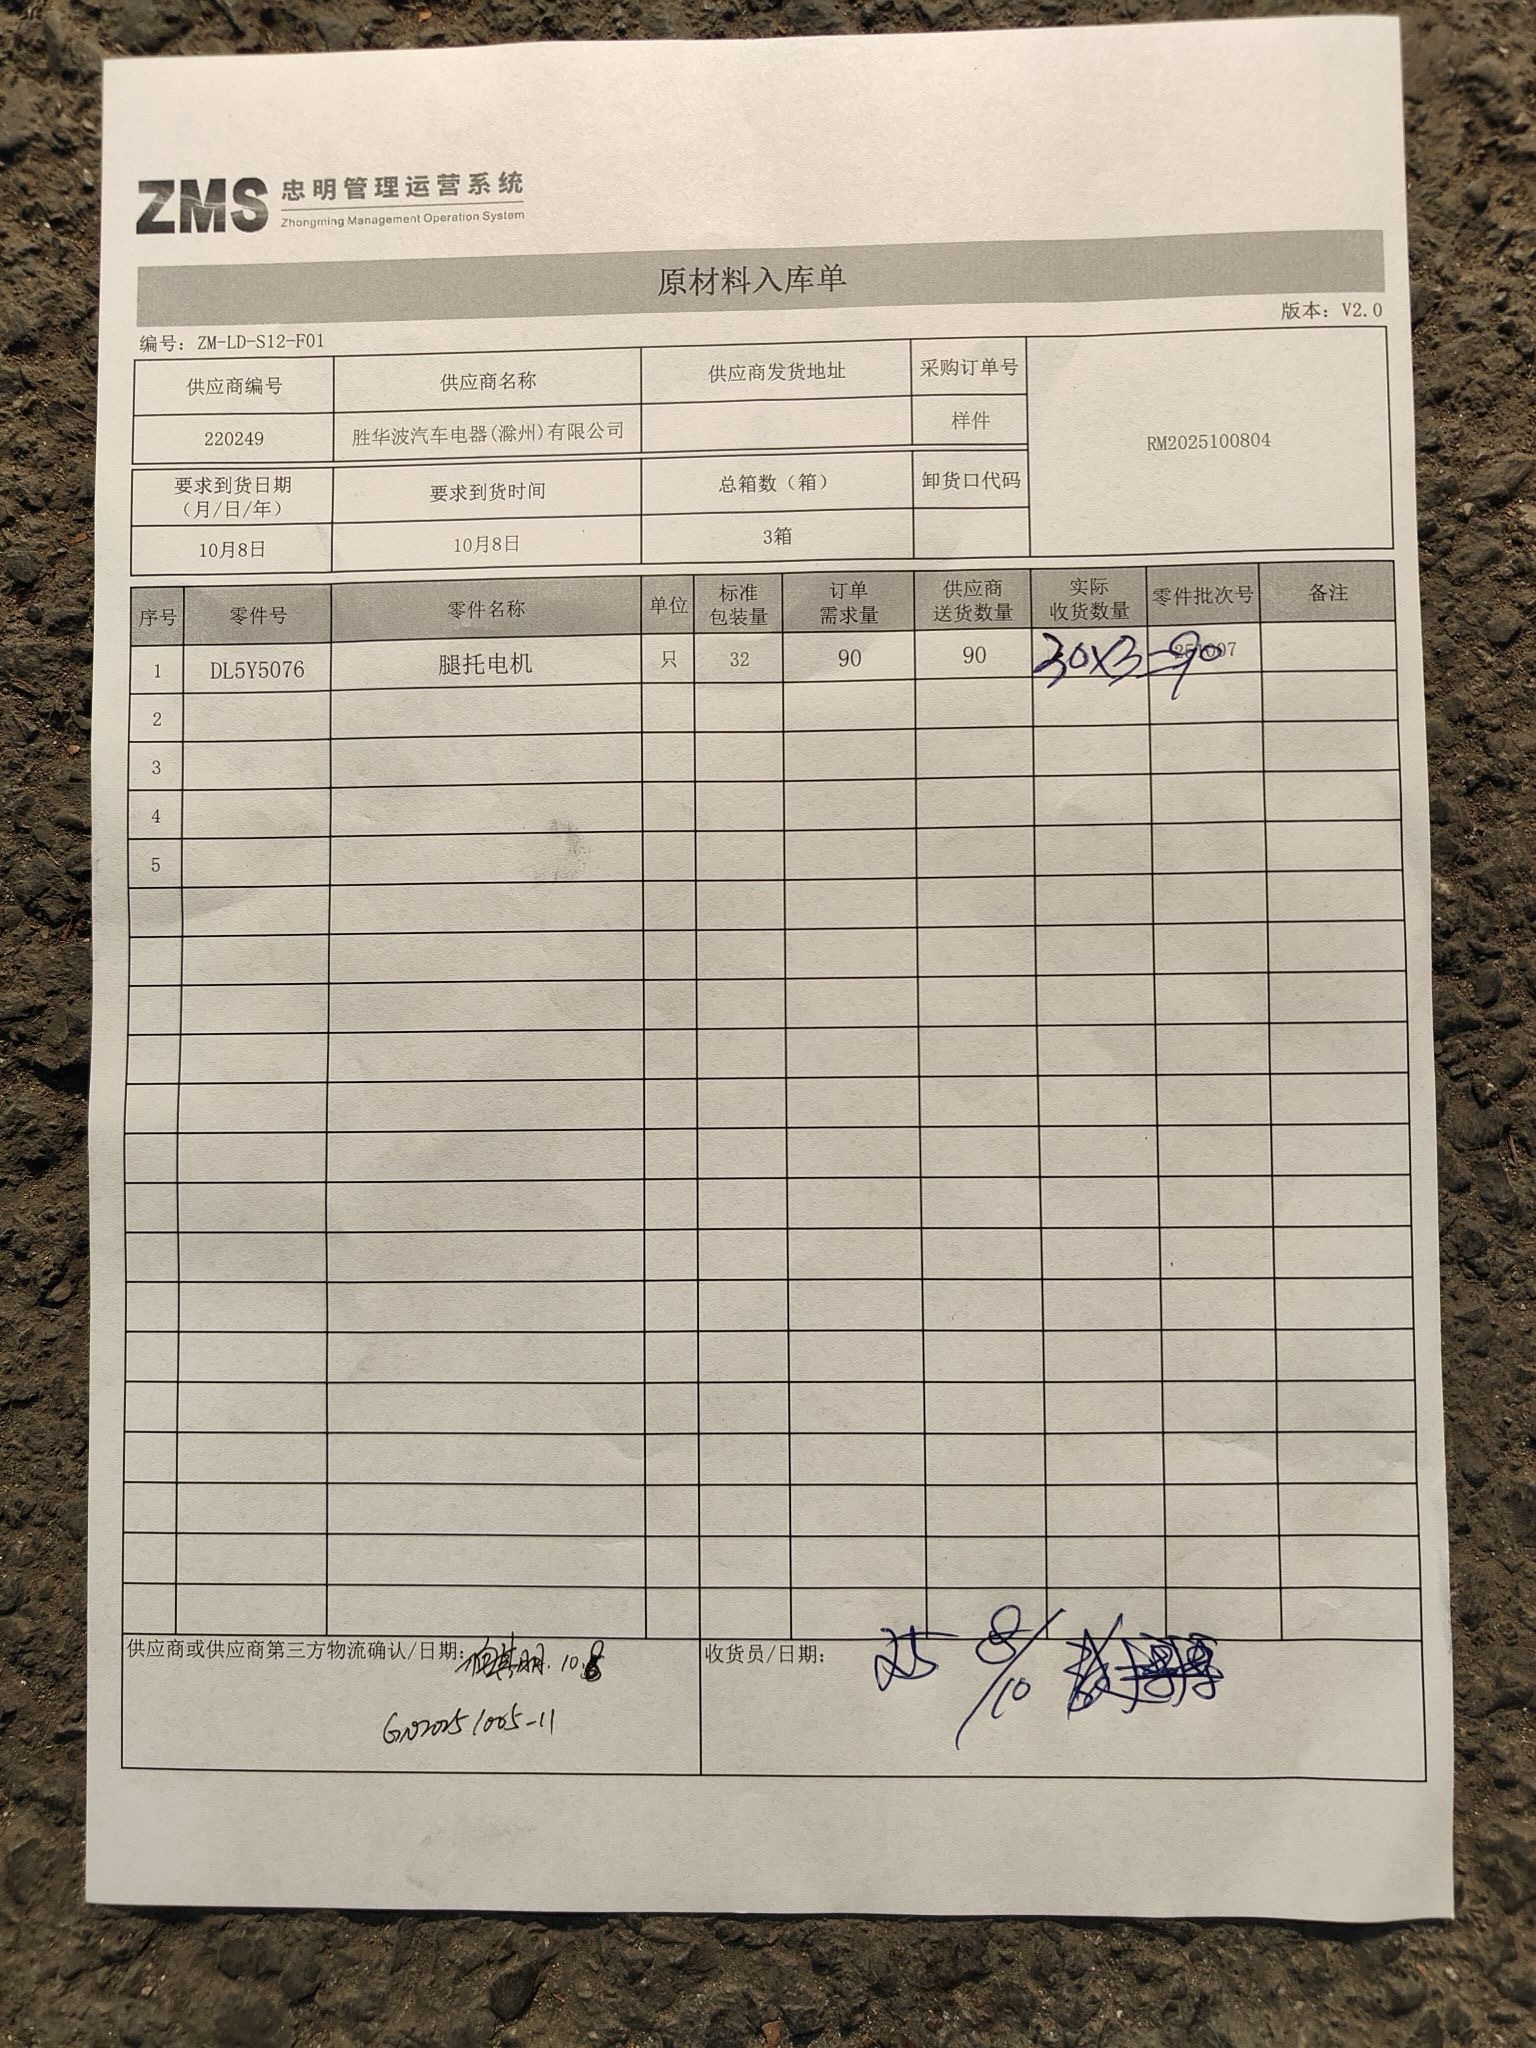 ZMS 忠明管理运营系统
Zhongming Management Operation System
原材料入库单
编号：ZM-LD-S12-F01 版本：V2.0
供应商编号 供应商名称 供应商发货地址 采购订单号
220249 胜华波汽车电器(滁州)有限公司 样件
RM2025100804
要求到货日期
（月/日/年） 要求到货时间 总箱数（箱） 卸货口代码
10月8日 10月8日 3箱
序号 零件号 零件名称 单位 标准包装量 订单需求量 供应商送货数量 实际收货数量 零件批次号 备注
1 DL5Y5076 腿托电机 只 32 90 90 30×3=90 251007
2
3
4
5
供应商或供应商第三方物流确认/日期： 10.8 收货员/日期： 25 8/10
GN20251005-11